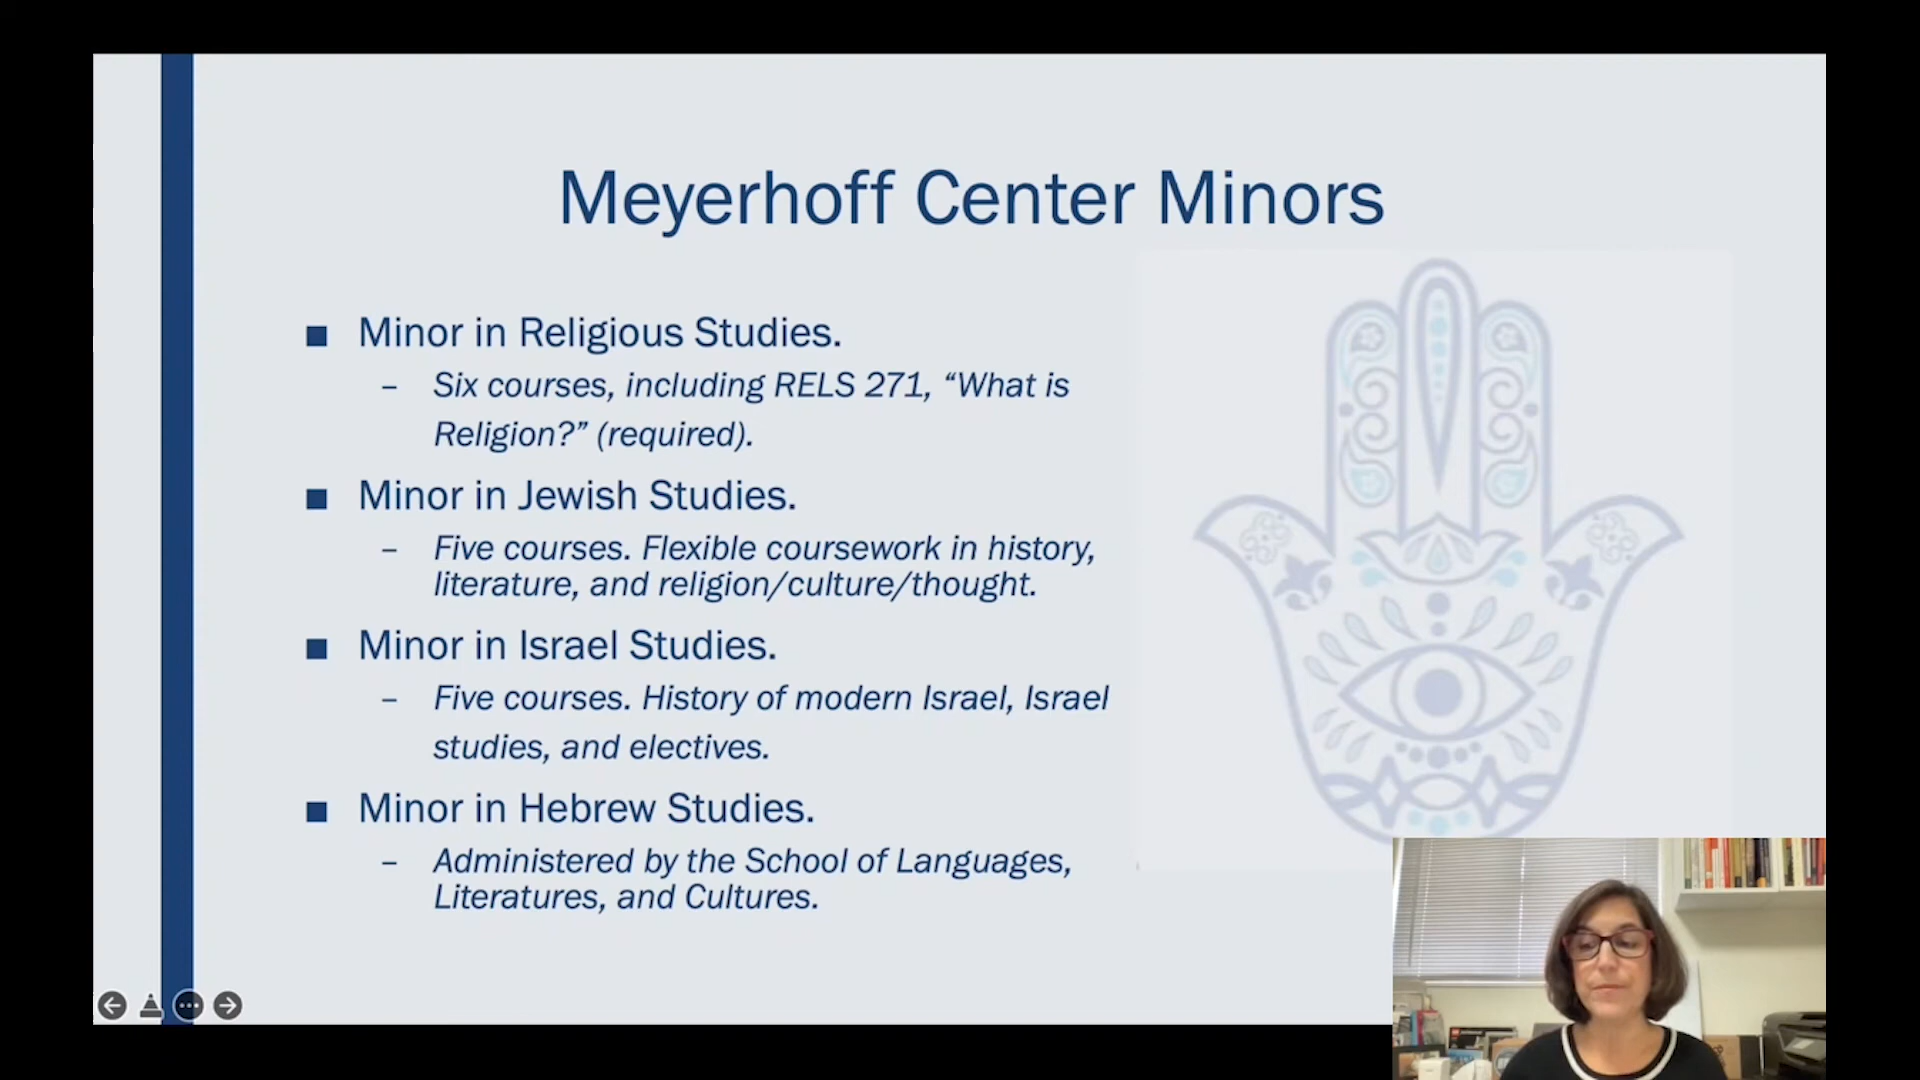 Meyerhoff Center Minors
■ Minor in Religious Studies.
– Six courses, including RELS 271, “What is
Religion?” (required).
■ Minor in Jewish Studies.
– Five courses. Flexible coursework in history,
literature, and religion/culture/thought.
■ Minor in Israel Studies.
– Five courses. History of modern Israel, Israel
studies, and electives.
■ Minor in Hebrew Studies.
– Administered by the School of Languages,
Literatures, and Cultures.